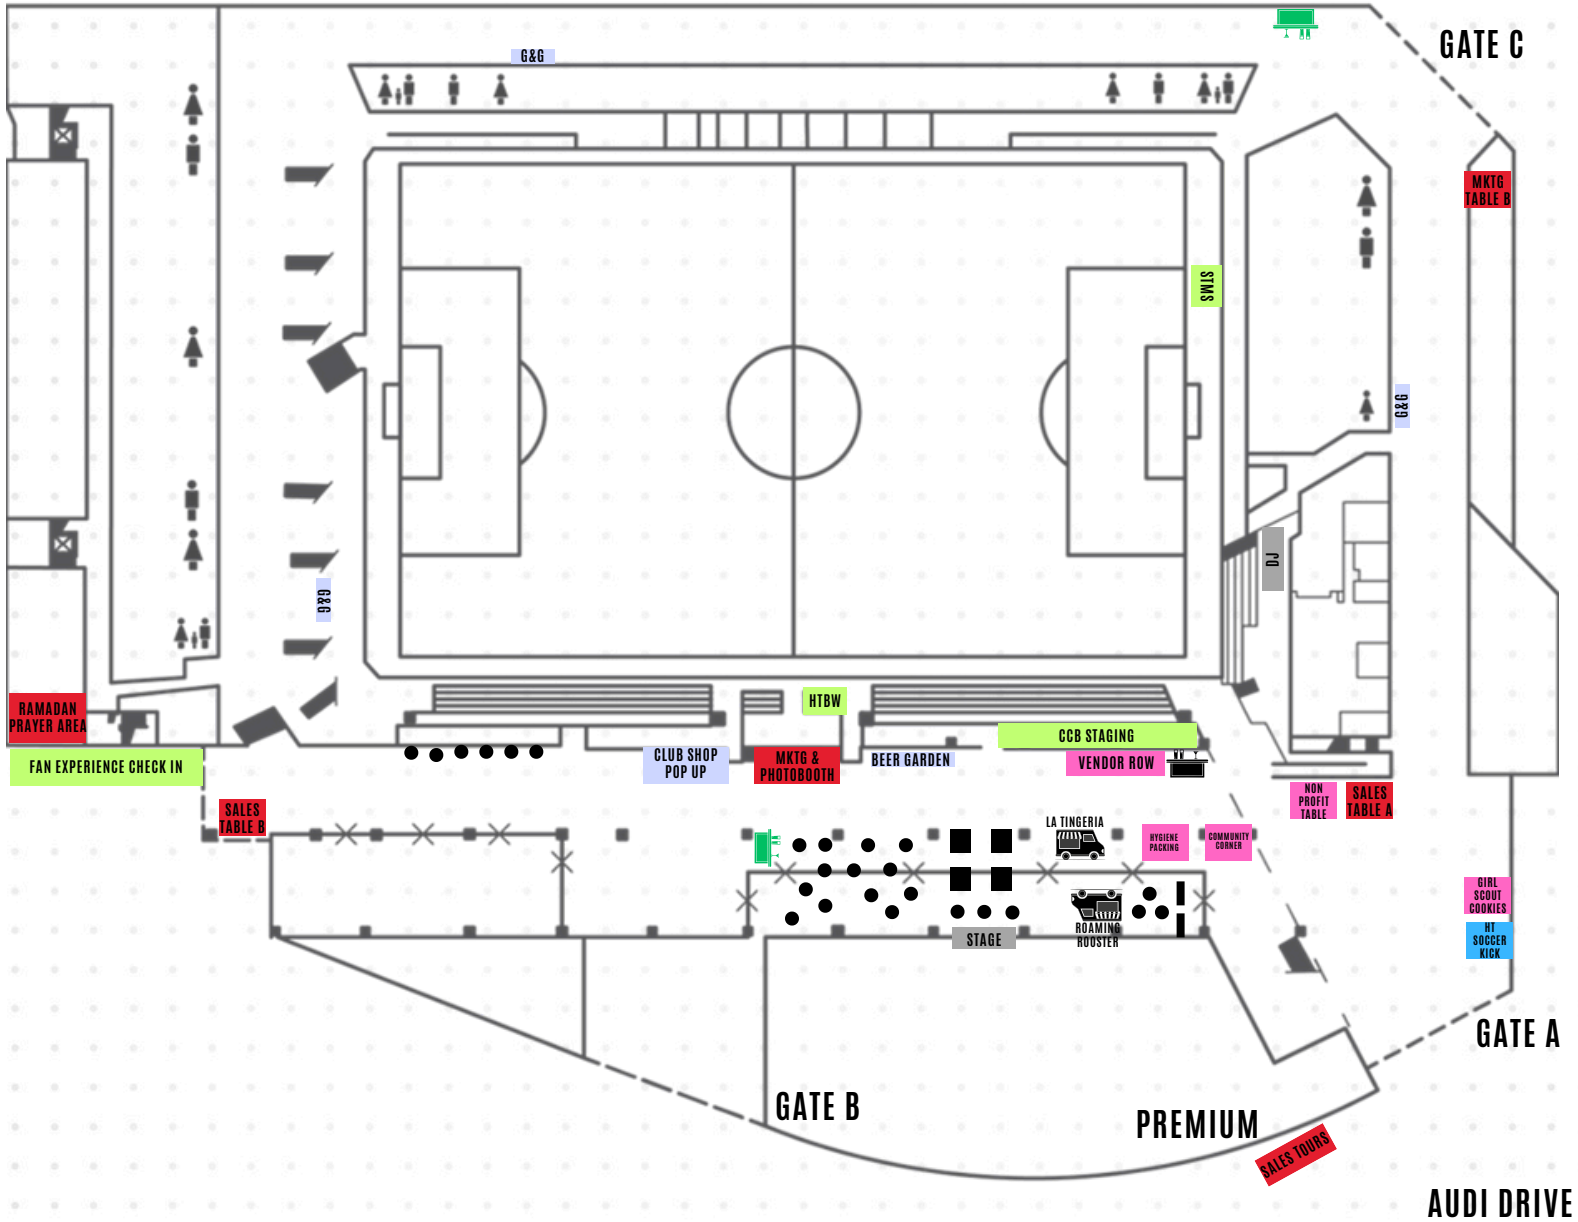 GATE C
G&G
MKTG
TABLE B
STMS
G&G
DJ
G&G
RAMADAN
PRAYER AREA
HTBW
CCB STAGING
FAN EXPERIENCE CHECK IN
CLUB SHOP
POP UP
MKTG &
PHOTOBOOTH
BEER GARDEN
VENDOR ROW
SALES
TABLE B
NON
PROFIT
TABLE
SALES
TABLE A
LA TINGERIA
HYGIENE
PACKING
COMMUNITY
CORNER
GIRL
SCOUT
COOKIES
STAGE
ROAMING
ROOSTER
HT
SOCCER
KICK
GATE A
GATE B
PREMIUM
SALES TOURS
AUDI DRIVE